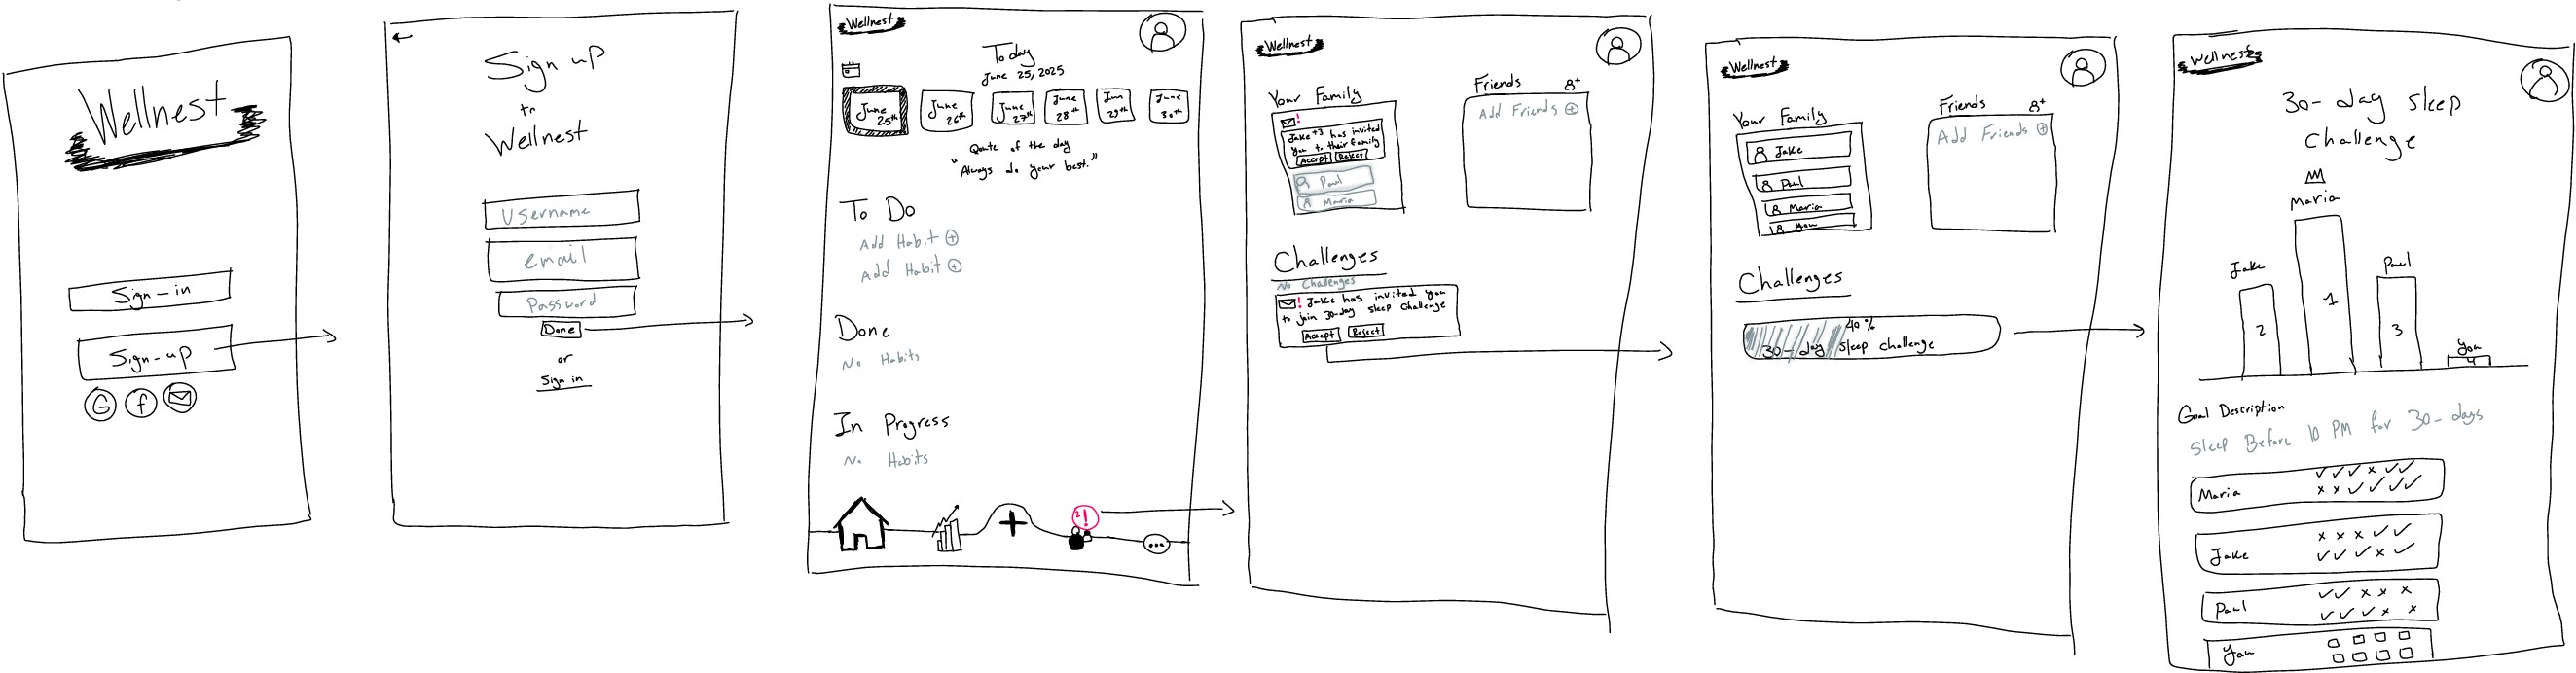 Wellnest
Sign-in
Sign-up
G f
Sign up
to
Wellnest
Username
email
Password
Done
or
Sign in
Wellnest
Today
June 25, 2025
June 25th
June 26th
June 27th
June 28th
Jun 29th
June 30th
Qoute of the day
"Always do your best."
To Do
Add Habit +
Add Habit +
Done
No Habits
In Progress
No Habits
+
2!
...
Wellnest
Your Family
!
Jake +3 has invited
you to their family
Accept Reject
Paul
Maria
Friends
Add Friends +
Challenges
No Challenges
! Jake has invited you
to join 30-day sleep challenge
Accept Reject
Wellnest
Your Family
Jake
Paul
Maria
You
Friends
Add Friends +
Challenges
40%
30-day sleep challenge
Wellnest
30-day sleep
Challenge
Maria
Jake
Paul
You
2
1
3
4
Goal Description
Sleep Before 10 PM for 30-days
Maria ✓ ✓ ✓ x ✓ ✓
x x ✓ ✓ ✓ ✓
Jake x x x ✓ ✓
✓ ✓ ✓ x ✓
Paul ✓ ✓ x x x
✓ ✓ ✓ x x
You